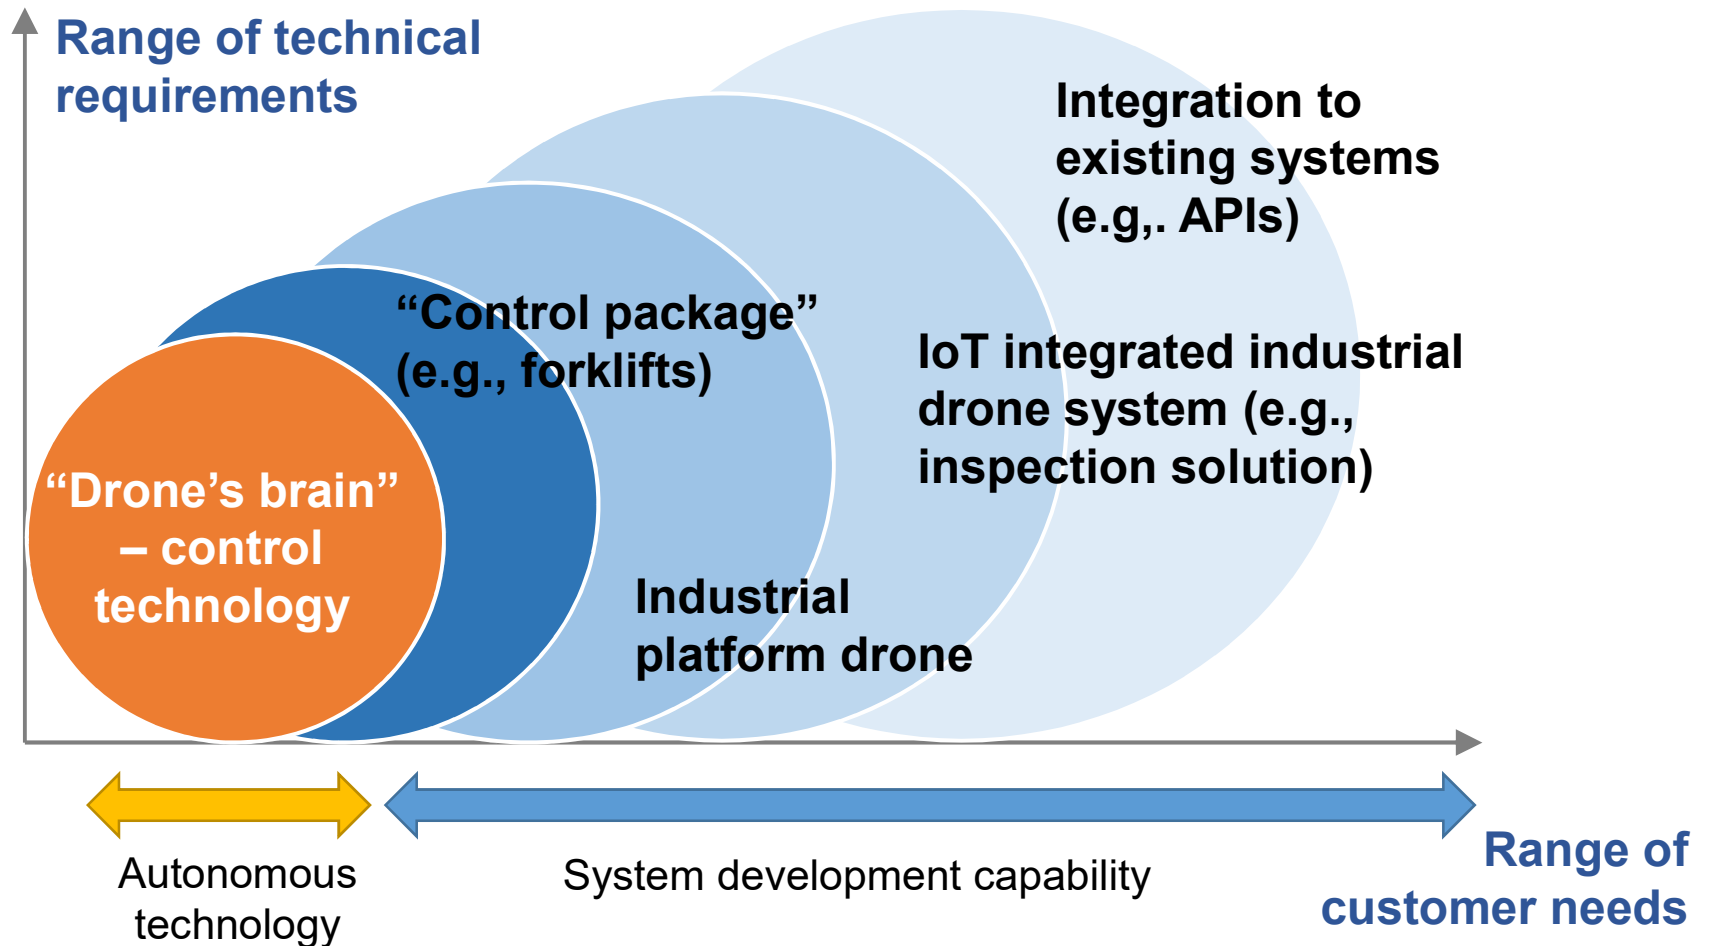 Range of technical
requirements
Integration to
existing systems
(e.g,. APIs)
“Control package”
(e.g., forklifts)
IoT integrated industrial
drone system (e.g.,
inspection solution)
“Drone’s brain”
– control
technology
Industrial
platform drone
Autonomous
technology
System development capability
Range of
customer needs